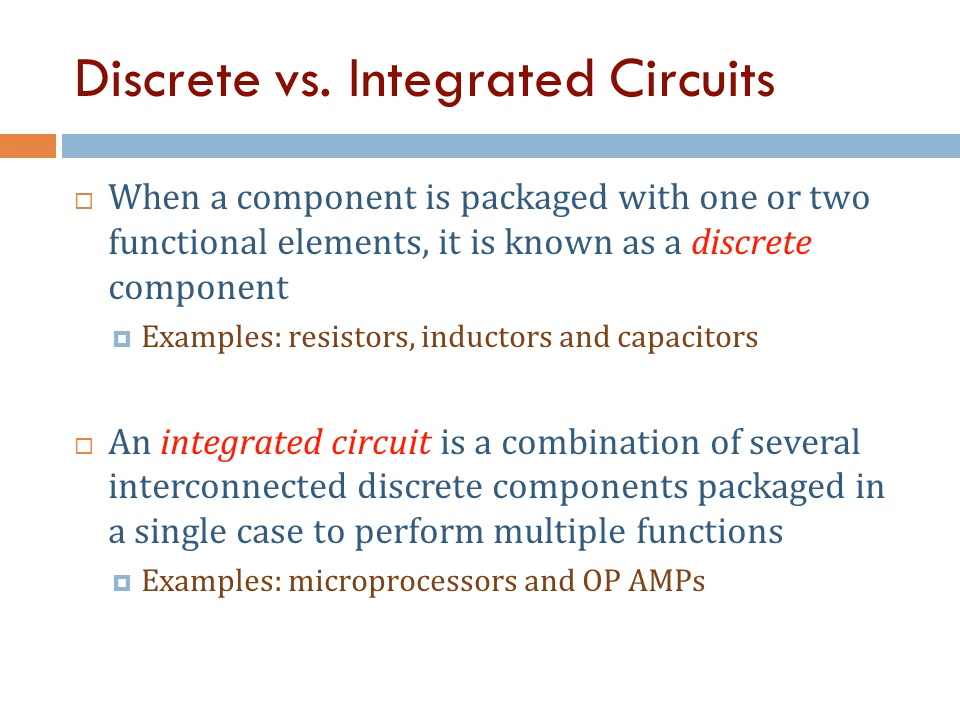 Discrete vs. Integrated Circuits
When a component is packaged with one or two
functional elements, it is known as a discrete
component
Examples: resistors, inductors and capacitors
An integrated circuit is a combination of several
interconnected discrete components packaged in
a single case to perform multiple functions
Examples: microprocessors and OP AMPs